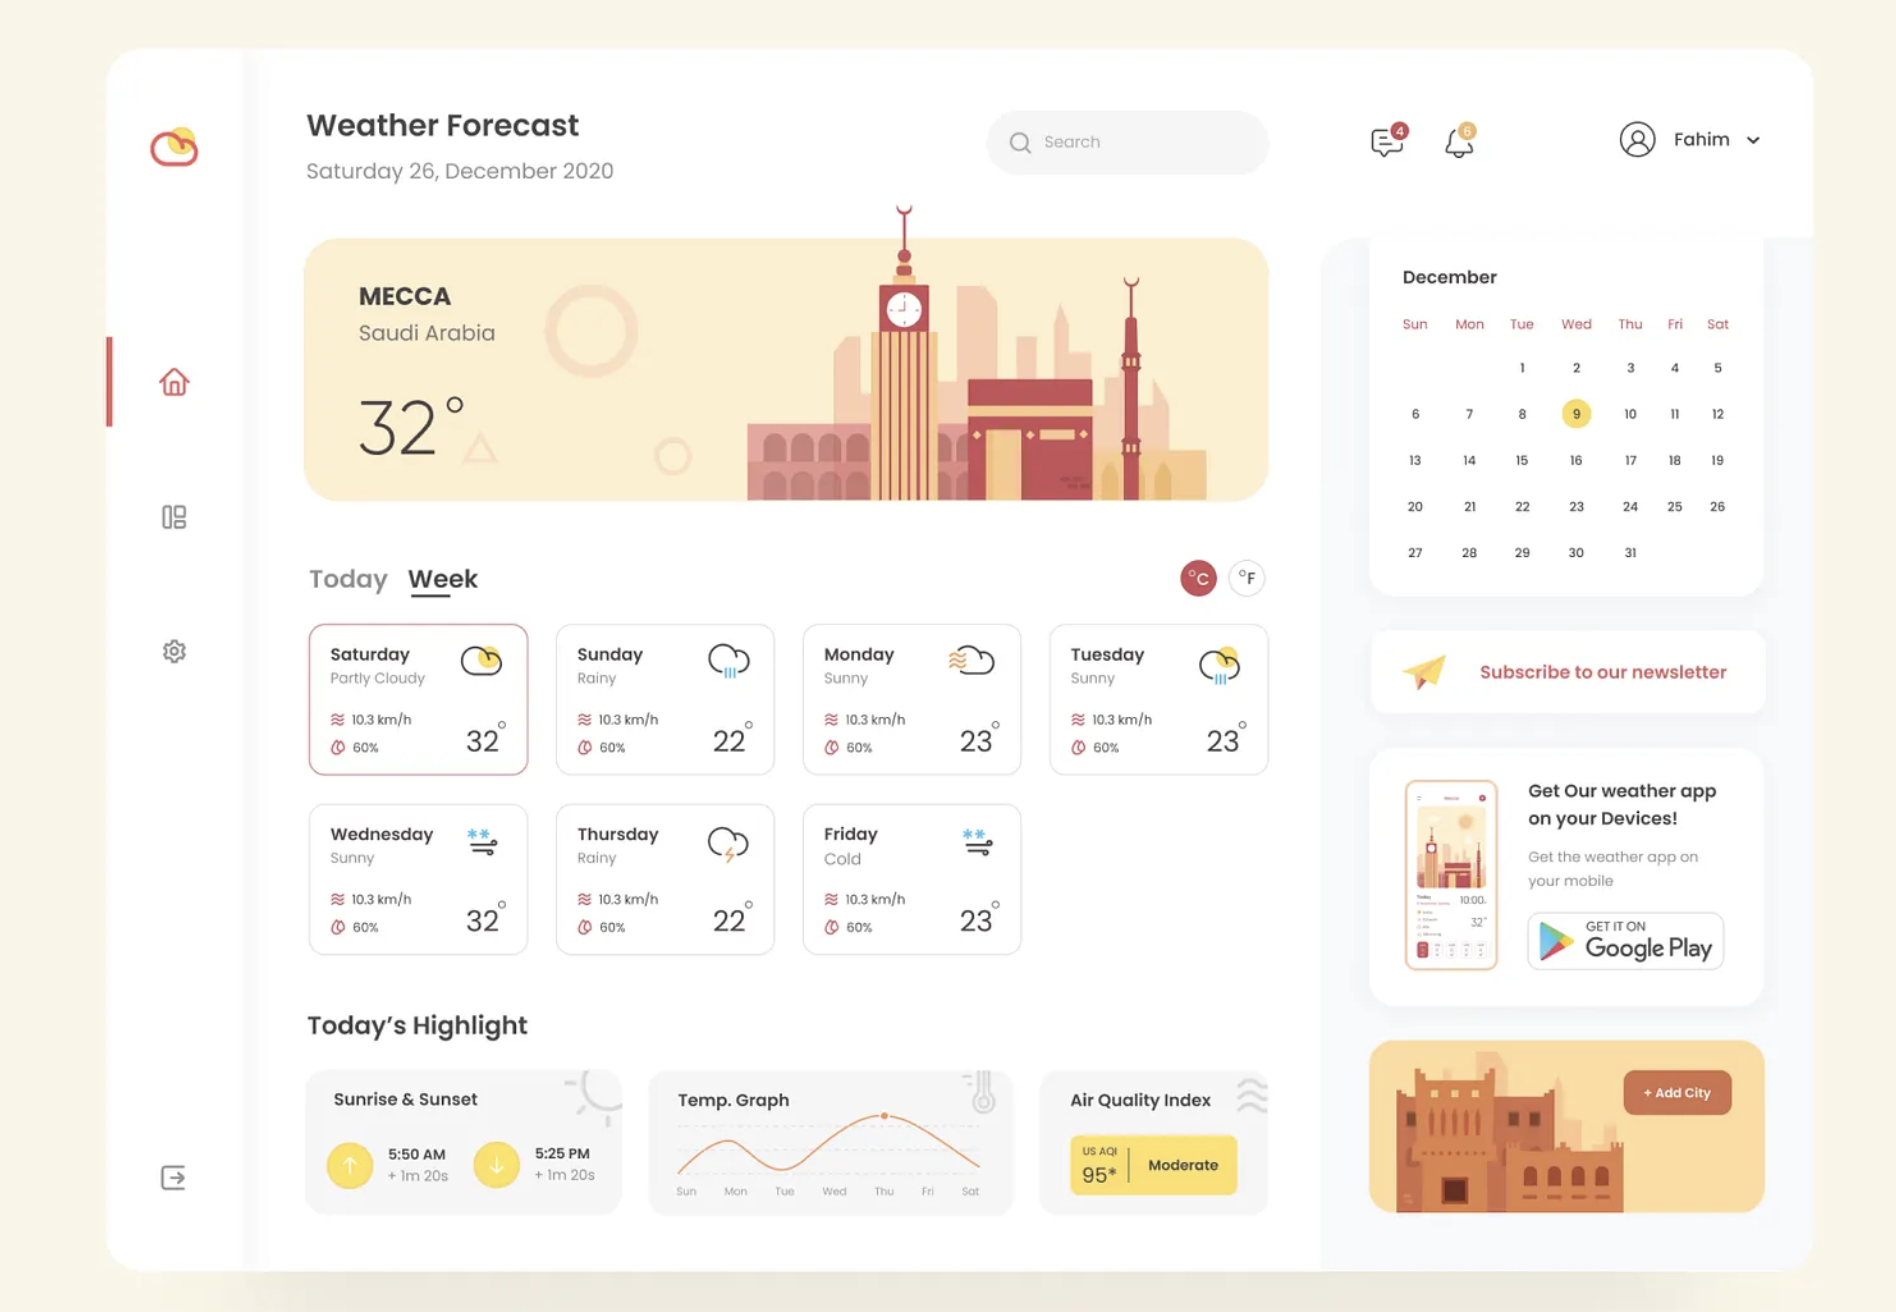 Weather Forecast
Saturday 26, December 2020
Search
4
6
Fahim
MECCA
Saudi Arabia
32°
Today Week
°C °F
Saturday
Partly Cloudy
10.3 km/h
60%
32°
Sunday
Rainy
10.3 km/h
60%
22°
Monday
Sunny
10.3 km/h
60%
23°
Tuesday
Sunny
10.3 km/h
60%
23°
Wednesday
Sunny
10.3 km/h
60%
32°
Thursday
Rainy
10.3 km/h
60%
22°
Friday
Cold
10.3 km/h
60%
23°
Today's Highlight
Sunrise & Sunset
5:50 AM
+ 1m 20s
5:25 PM
+ 1m 20s
Temp. Graph
Sun Mon Tue Wed Thu Fri Sat
Air Quality Index
US AQI
95*
Moderate
December
Sun Mon Tue Wed Thu Fri Sat
1 2 3 4 5
6 7 8 9 10 11 12
13 14 15 16 17 18 19
20 21 22 23 24 25 26
27 28 29 30 31
Subscribe to our newsletter
MECCA
Today
10:00
32°
Get Our weather app
on your Devices!
Get the weather app on
your mobile
GET IT ON
Google Play
+ Add City